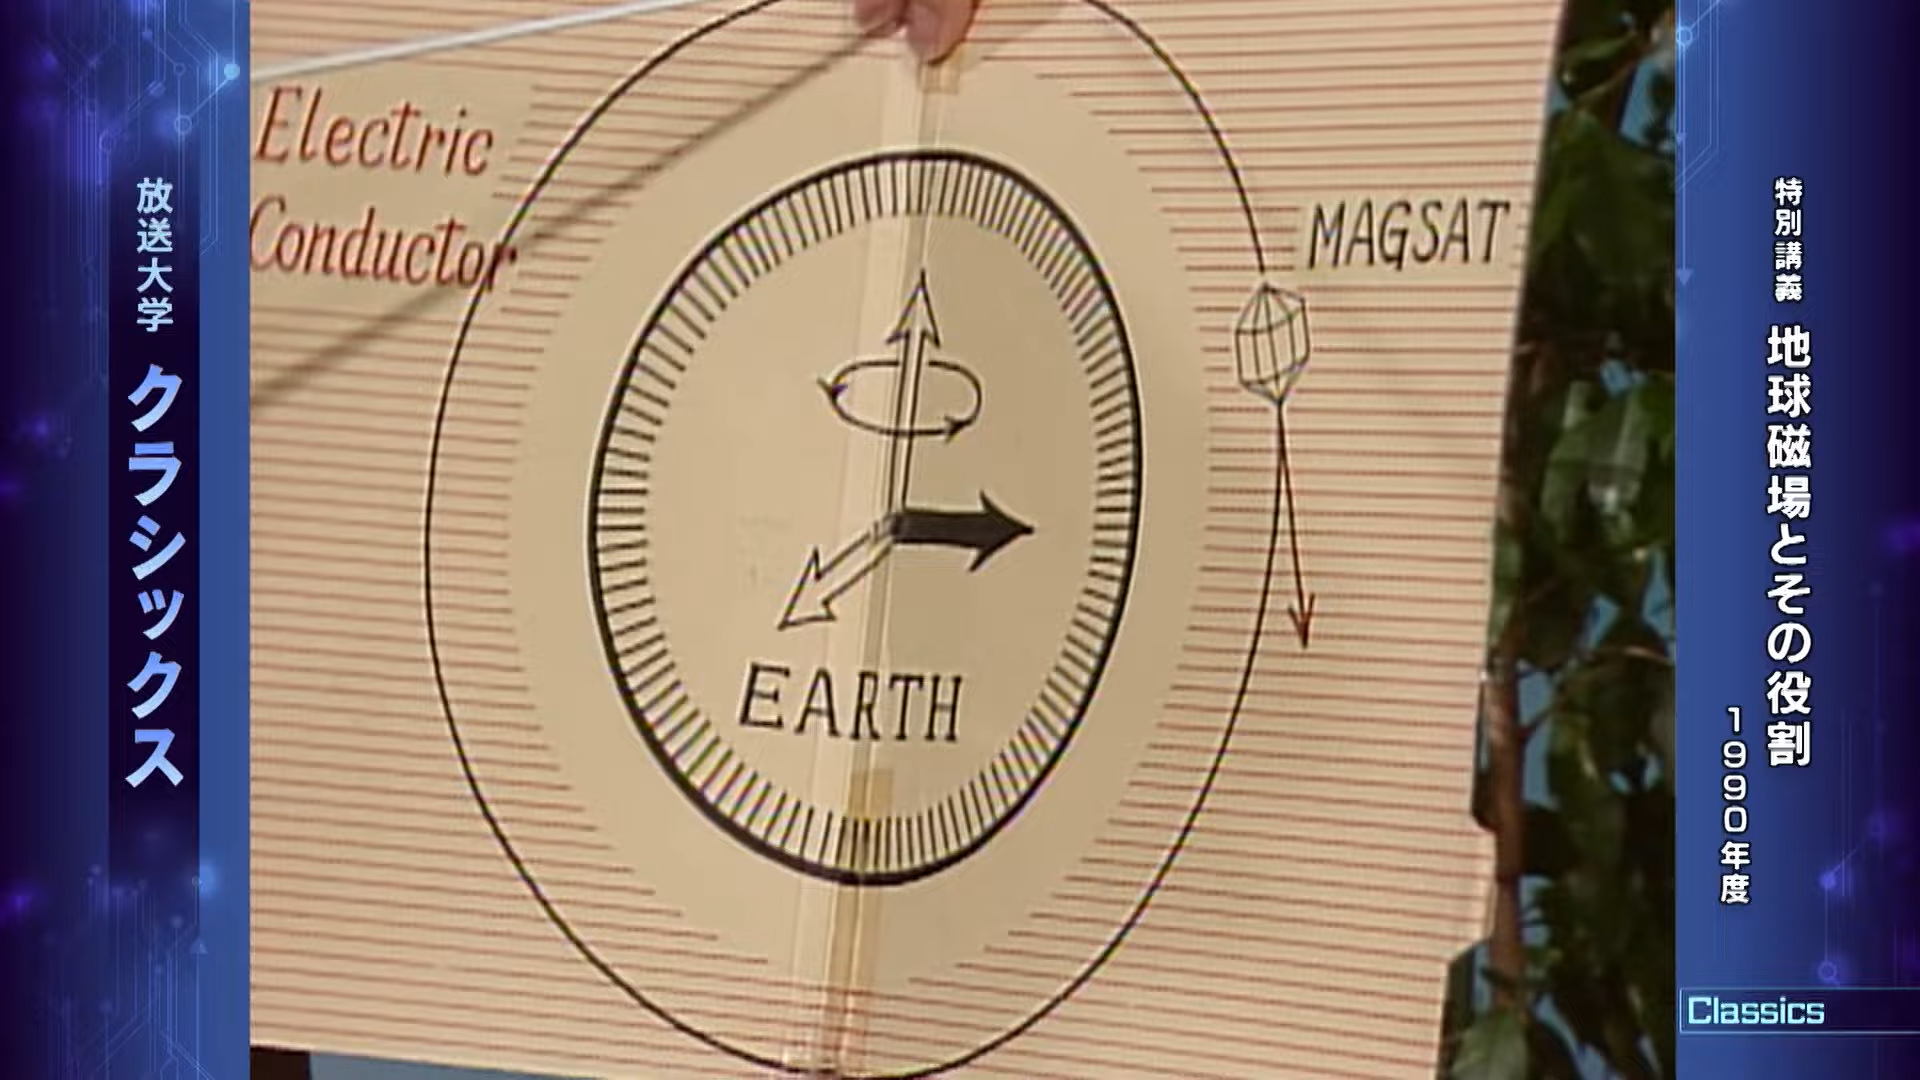 放送大学 クラシックス
Electric
Conductor
MAGSAT
EARTH
特別講義 地球磁場とその役割
1990年度
Classics